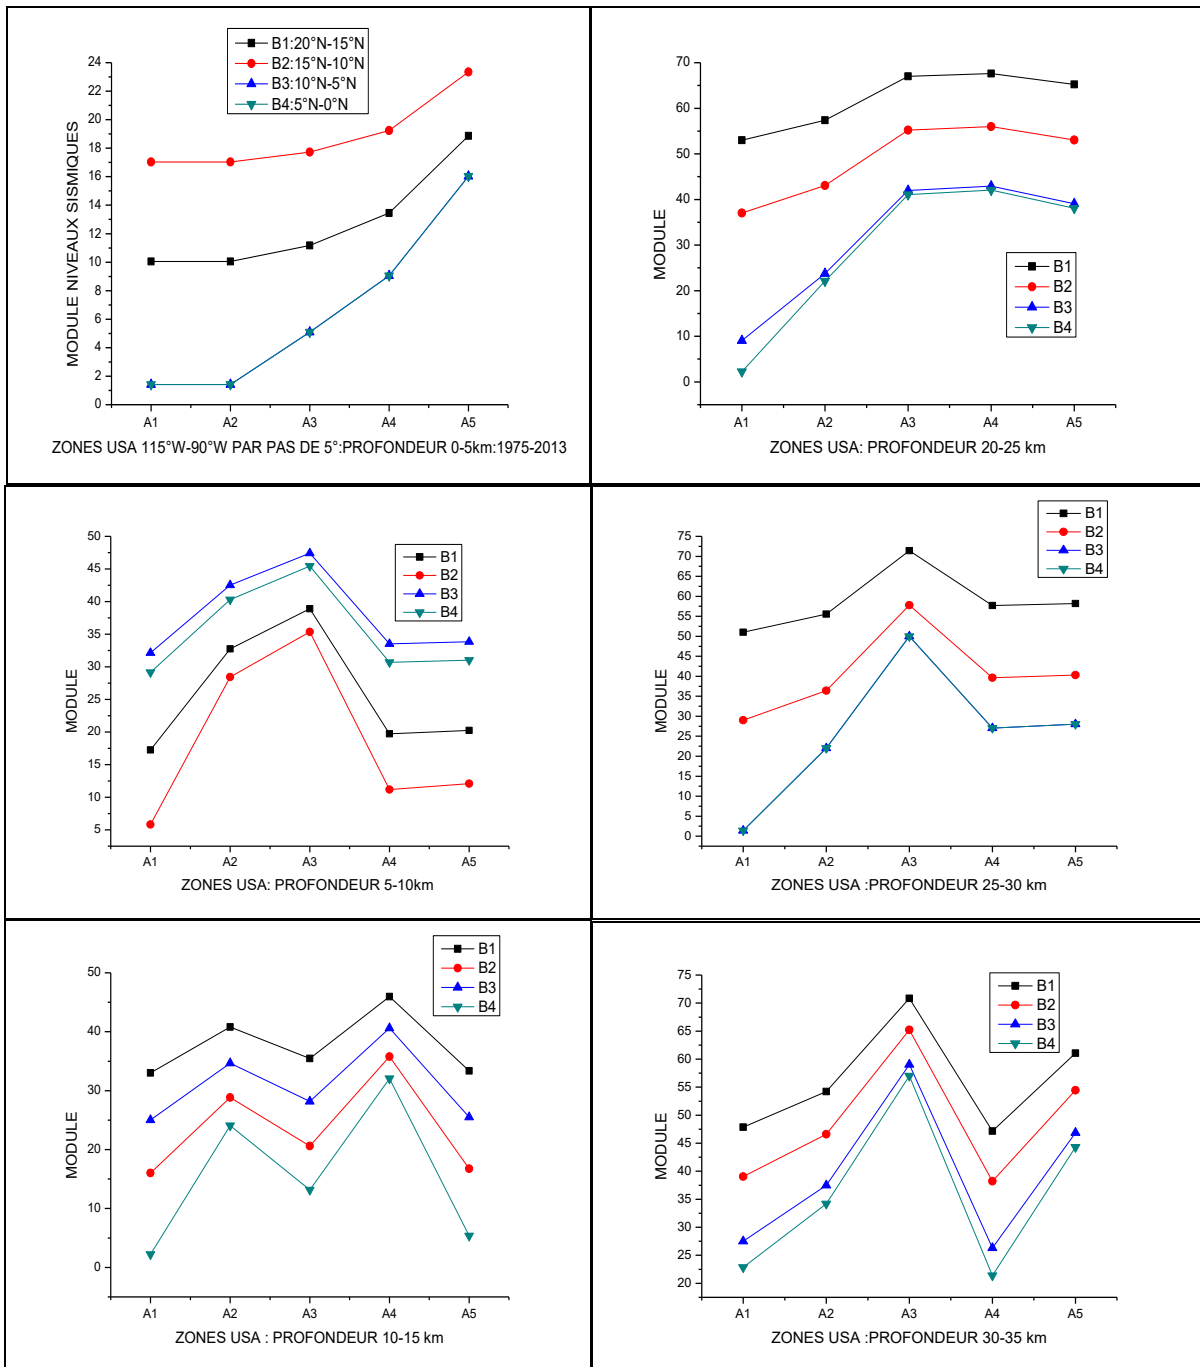 B1:20°N-15°N
B2:15°N-10°N
B3:10°N-5°N
B4:5°N-0°N
MODULE NIVEAUX SISMIQUES
24
22
20
18
16
14
12
10
8
6
4
2
0
A1 A2 A3 A4 A5
ZONES USA 115°W-90°W PAR PAS DE 5°:PROFONDEUR 0-5km:1975-2013
MODULE
70
60
50
40
30
20
10
0
B1
B2
B3
B4
A1 A2 A3 A4 A5
ZONES USA: PROFONDEUR 20-25 km
MODULE
50
45
40
35
30
25
20
15
10
5
B1
B2
B3
B4
A1 A2 A3 A4 A5
ZONES USA: PROFONDEUR 5-10km
B1
B2
B3
B4
MODULE
75
70
65
60
55
50
45
40
35
30
25
20
15
10
5
0
A1 A2 A3 A4 A5
ZONES USA :PROFONDEUR 25-30 km
B1
B2
B3
B4
MODULE
50
40
30
20
10
0
A1 A2 A3 A4 A5
ZONES USA : PROFONDEUR 10-15 km
MODULE
75
70
65
60
55
50
45
40
35
30
25
20
B1
B2
B3
B4
A1 A2 A3 A4 A5
ZONES USA :PROFONDEUR 30-35 km